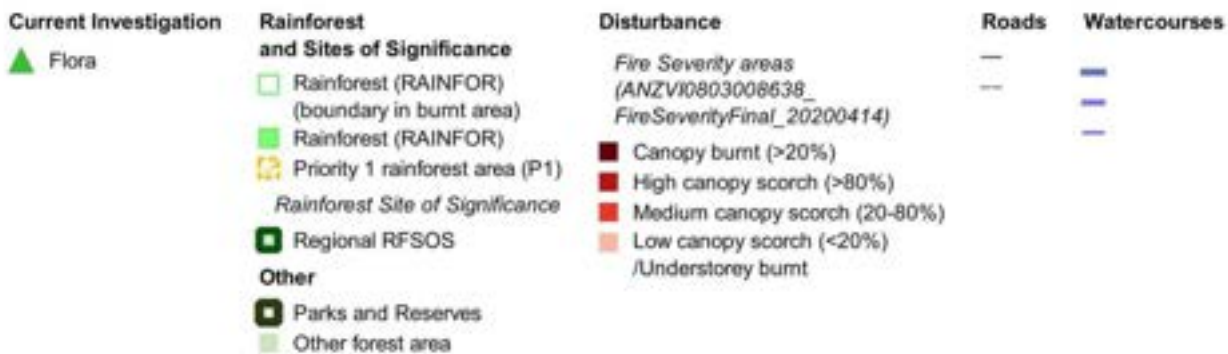 Current Investigation
Flora
Rainforest
and Sites of Significance
Rainforest (RAINFOR)
(boundary in burnt area)
Rainforest (RAINFOR)
Priority 1 rainforest area (P1)
Rainforest Site of Significance
Regional RFSOS
Other
Parks and Reserves
Other forest area
Disturbance
Fire Severity areas
(ANZVI0803008638_
FireSeverityFinal_20200414)
Canopy burnt (>20%)
High canopy scorch (>80%)
Medium canopy scorch (20-80%)
Low canopy scorch (<20%)
/Understorey burnt
Roads
Watercourses